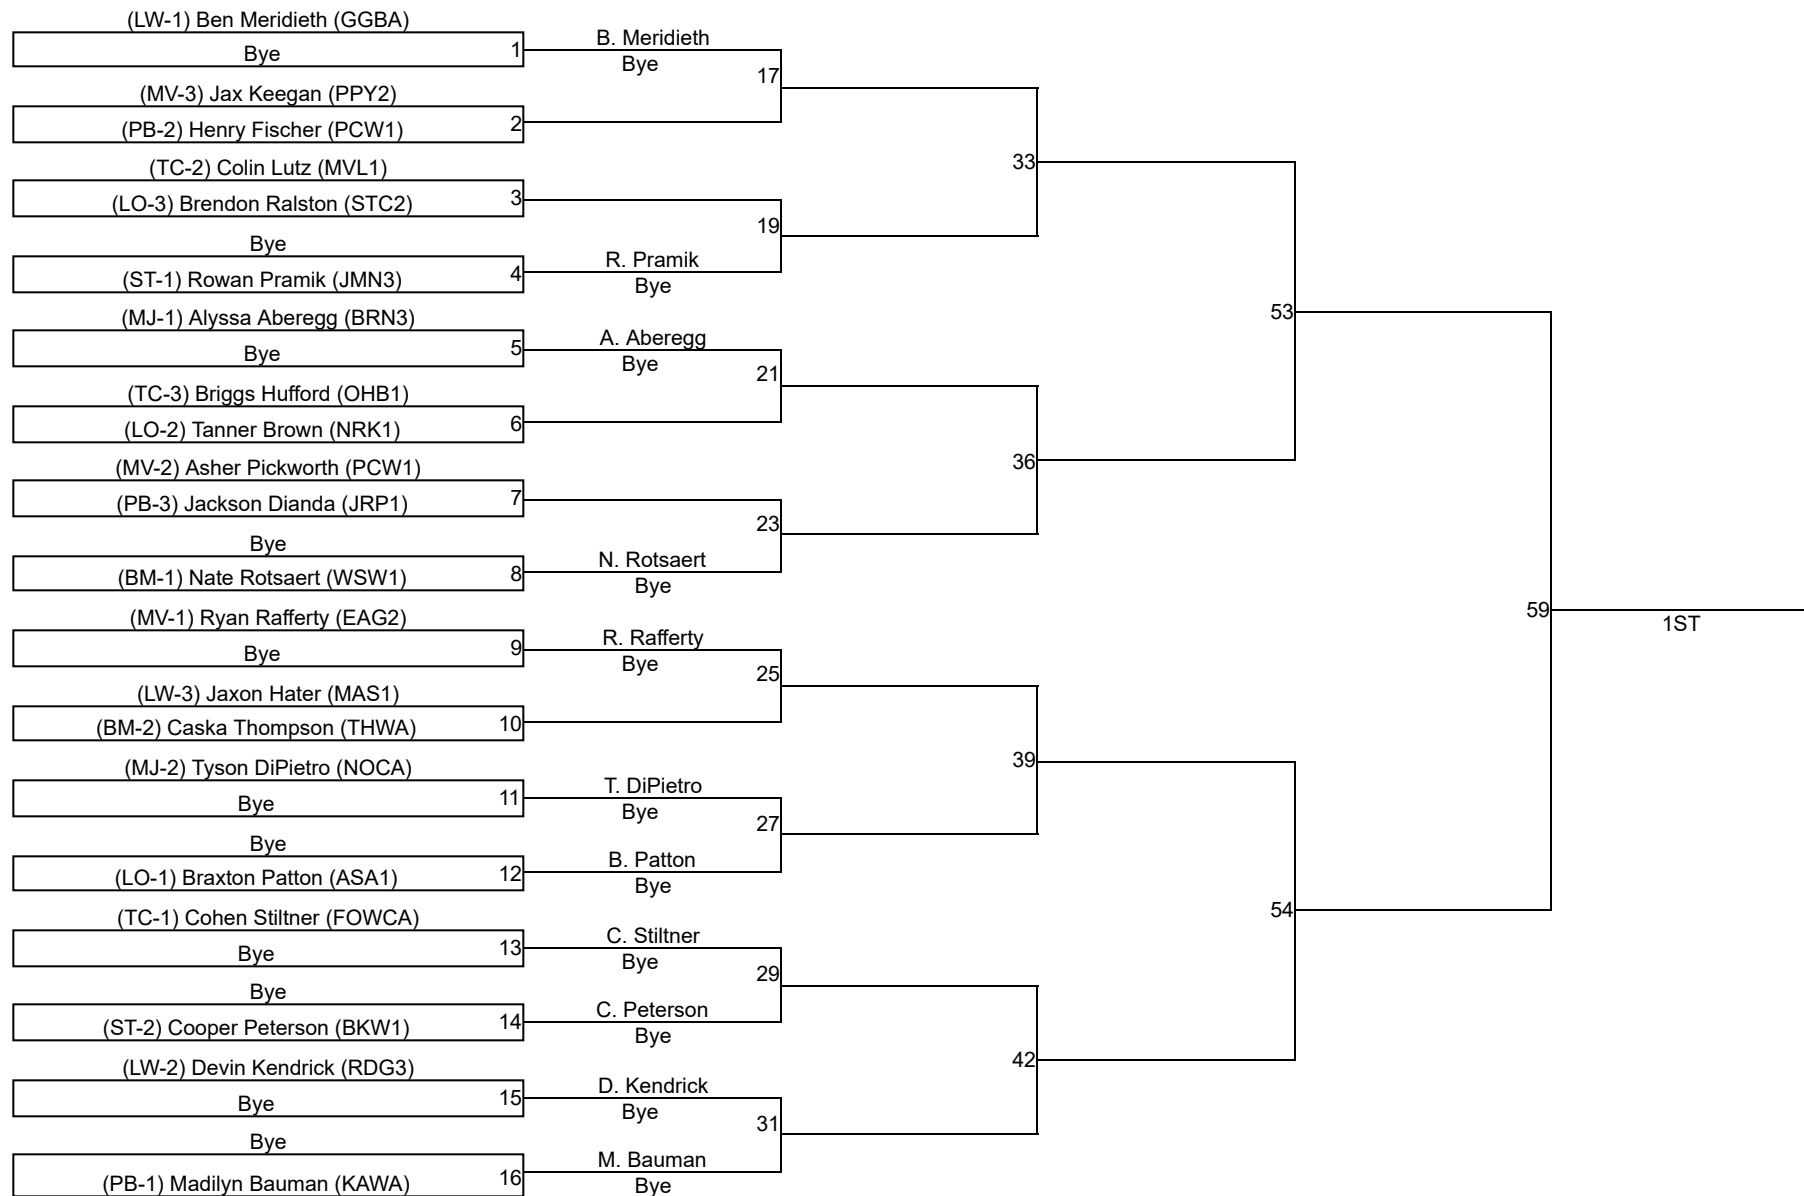 (LW-1) Ben Meridieth (GGBA)
Bye
1
B. Meridieth
Bye
17
(MV-3) Jax Keegan (PPY2)
(PB-2) Henry Fischer (PCW1)
2
33
(TC-2) Colin Lutz (MVL1)
(LO-3) Brendon Ralston (STC2)
3
19
Bye
(ST-1) Rowan Pramik (JMN3)
4
R. Pramik
Bye
53
(MJ-1) Alyssa Aberegg (BRN3)
Bye
5
A. Aberegg
Bye
21
(TC-3) Briggs Hufford (OHB1)
(LO-2) Tanner Brown (NRK1)
6
36
(MV-2) Asher Pickworth (PCW1)
(PB-3) Jackson Dianda (JRP1)
7
23
Bye
(BM-1) Nate Rotsaert (WSW1)
8
N. Rotsaert
Bye
59
1ST
(MV-1) Ryan Rafferty (EAG2)
Bye
9
R. Rafferty
Bye
25
(LW-3) Jaxon Hater (MAS1)
(BM-2) Caska Thompson (THWA)
10
39
(MJ-2) Tyson DiPietro (NOCA)
Bye
11
T. DiPietro
Bye
27
Bye
(LO-1) Braxton Patton (ASA1)
12
B. Patton
Bye
54
(TC-1) Cohen Stiltner (FOWCA)
Bye
13
C. Stiltner
Bye
29
Bye
(ST-2) Cooper Peterson (BKW1)
14
C. Peterson
Bye
42
(LW-2) Devin Kendrick (RDG3)
Bye
15
D. Kendrick
Bye
31
Bye
(PB-1) Madilyn Bauman (KAWA)
16
M. Bauman
Bye